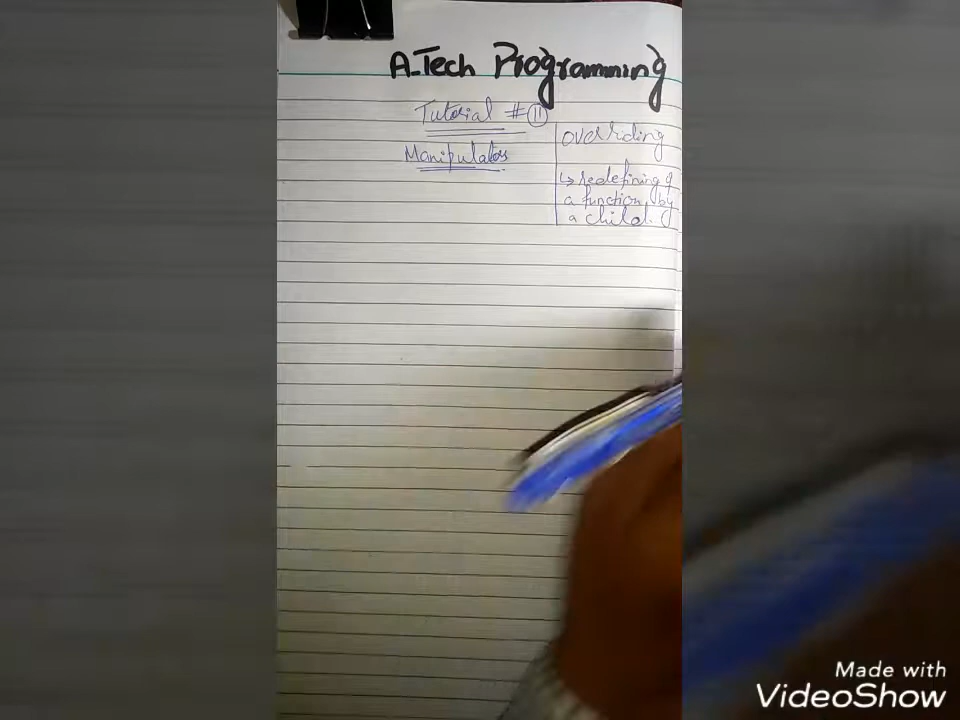 A-Tech Programming
Tutorial # 11
Manipulators
overriding
↳ redefining of
a function by
a child.
Made with
VideoShow